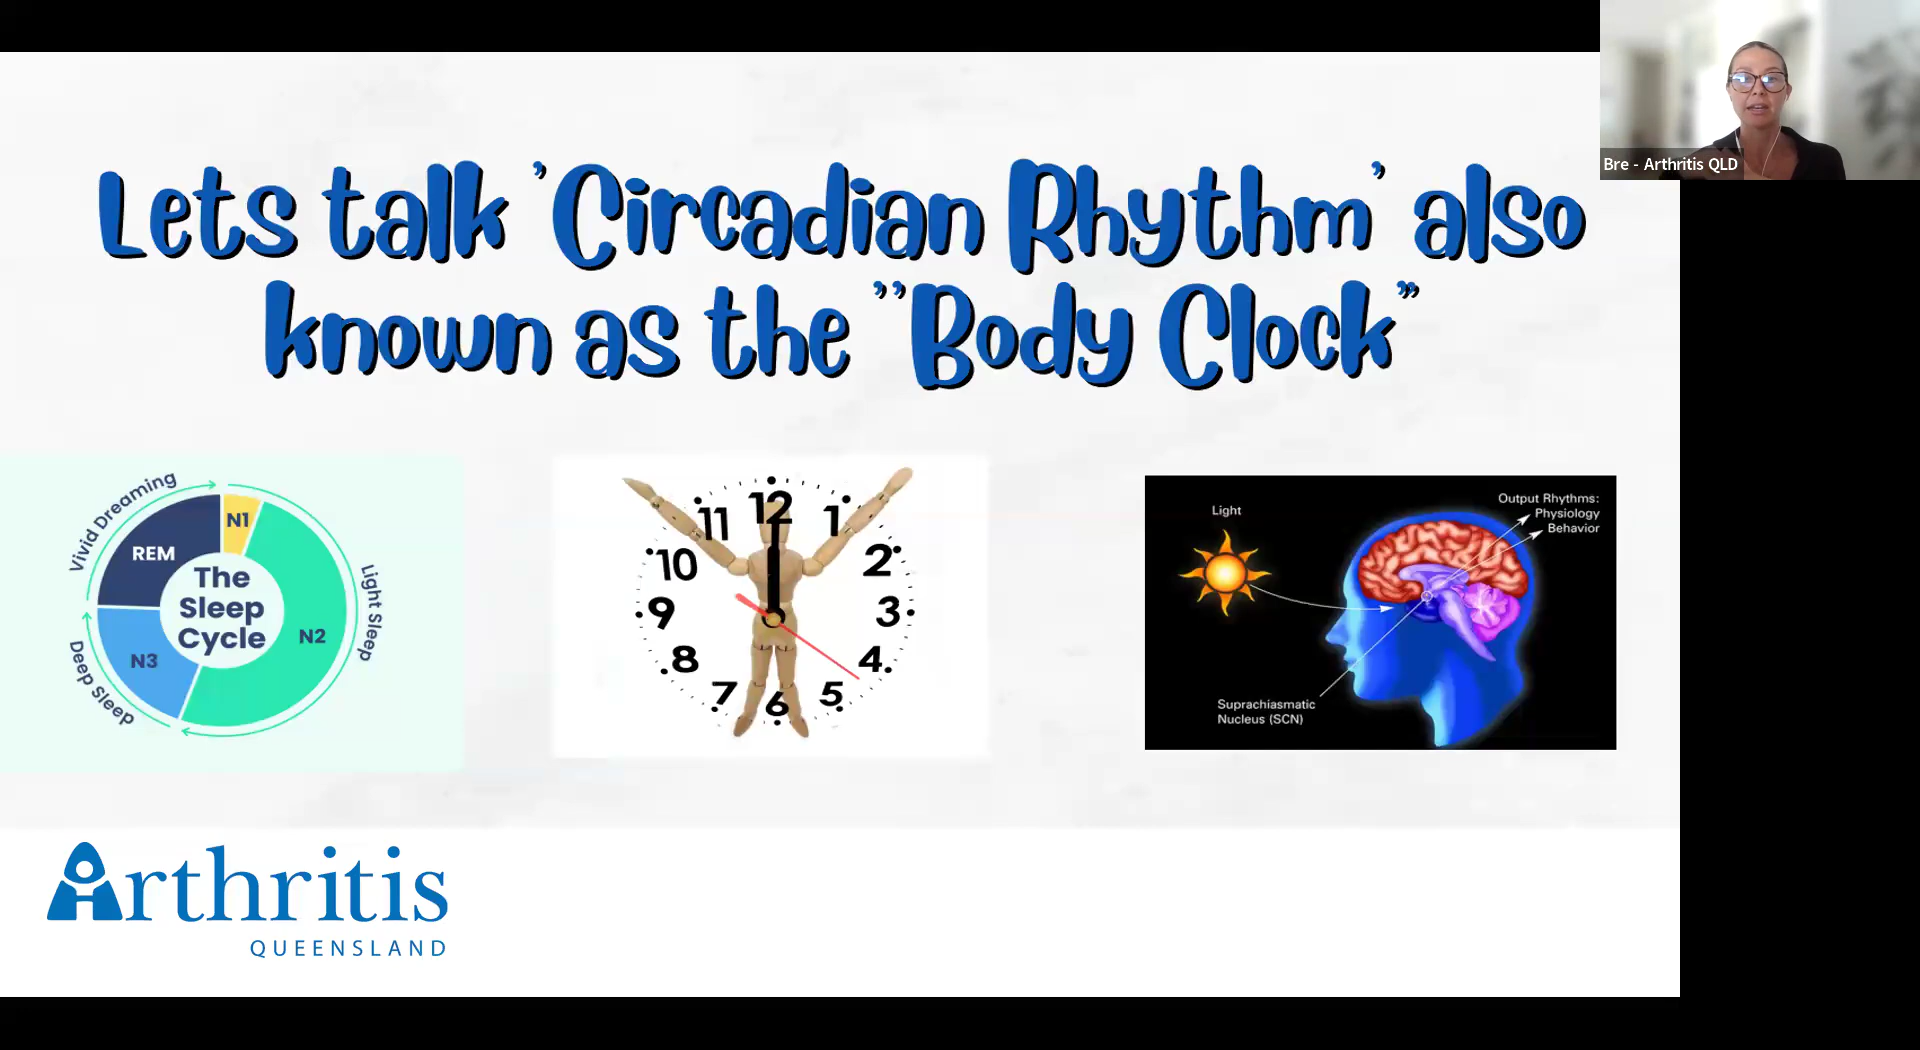 Bre - Arthritis QLD
Lets talk 'Circadian Rhythm' also
known as the ''Body Clock"
Vivid Dreaming
REM
N1
The
Sleep
Cycle
N2
N3
Light Sleep
Deep Sleep
12
1
2
3
4
5
6
7
8
9
10
11
Light
Output Rhythms:
Physiology
Behavior
Suprachiasmatic
Nucleus (SCN)
Arthritis
QUEENSLAND